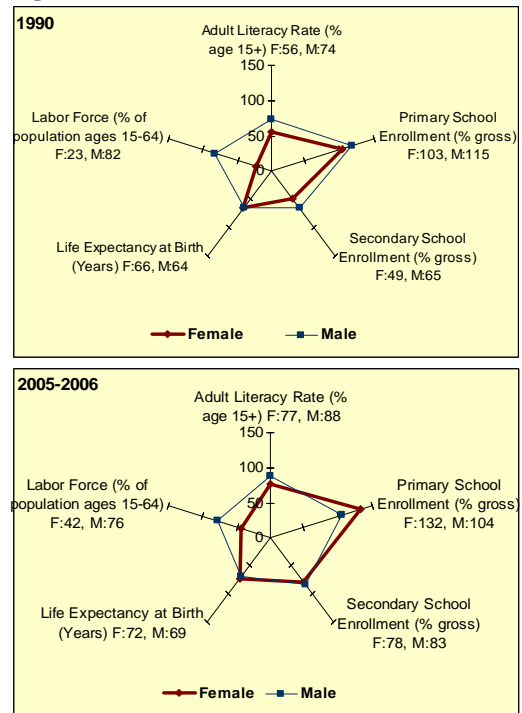 1990
Adult Literacy Rate (%
age 15+) F:56, M:74
150
100
50
0
Labor Force (% of
population ages 15-64)
F:23, M:82
Primary School
Enrollment (% gross)
F:103, M:115
Life Expectancy at Birth
(Years) F:66, M:64
Secondary School
Enrollment (% gross)
F:49, M:65
Female
Male
2005-2006
Adult Literacy Rate (%
age 15+) F:77, M:88
150
100
50
0
Labor Force (% of
population ages 15-64)
F:42, M:76
Primary School
Enrollment (% gross)
F:132, M:104
Life Expectancy at Birth
(Years) F:72, M:69
Secondary School
Enrollment (% gross)
F:78, M:83
Female
Male